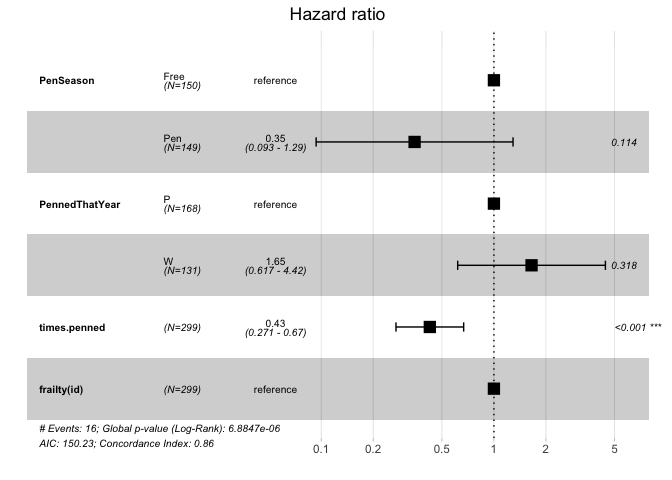 Hazard ratio
PenSeason
Free
(N=150)
reference
Pen
(N=149)
0.35
(0.093 - 1.29)
0.114
PennedThatYear
P
(N=168)
reference
W
(N=131)
1.65
(0.617 - 4.42)
0.318
times.penned
(N=299)
0.43
(0.271 - 0.67)
<0.001 ***
frailty(id)
(N=299)
reference
# Events: 16; Global p-value (Log-Rank): 6.8847e-06
AIC: 150.23; Concordance Index: 0.86
0.1 0.2 0.5 1 2 5